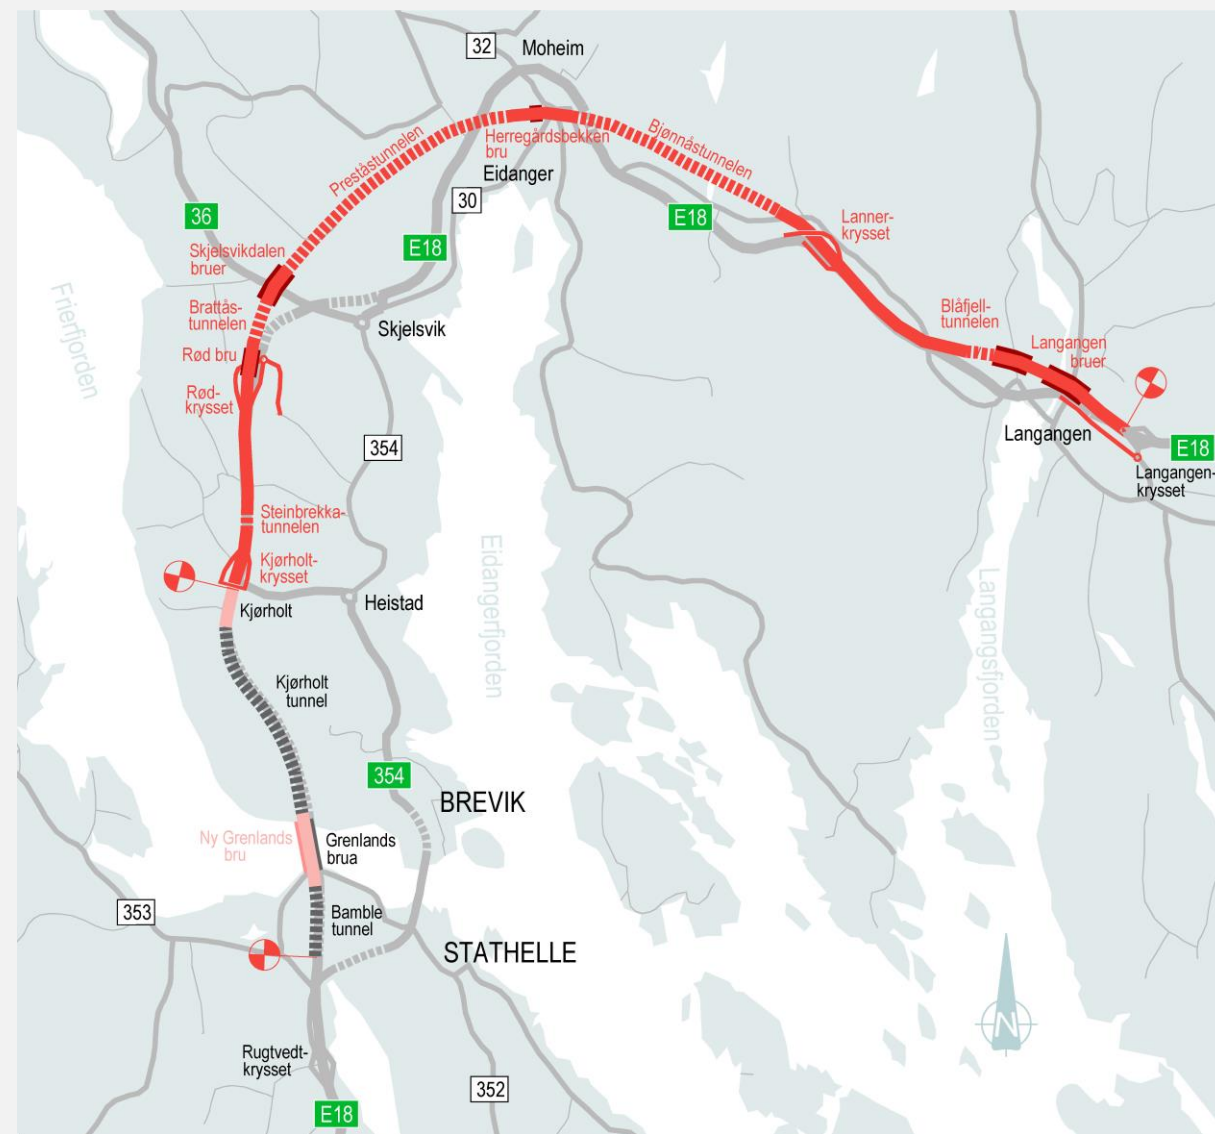 32
Moheim
Preståstunnelen
Herregårdsbekken
bru
Eidanger
Bjønnåstunnelen
30
36
E18
E18
Lanner-
krysset
Skjelsvikdalen
bruer
Brattås-
tunnelen
Skjelsvik
Frierfjorden
Rød bru
Rød-
krysset
Blåfjell-
tunnelen
Langangen
bruer
Langangen
E18
Langangen-
krysset
354
Steinbrekka-
tunnelen
Kjørholt-
krysset
Kjørholt
Heistad
Eidangerfjorden
Langangsfjorden
Kjørholt
tunnel
354
BREVIK
Ny Grenlands
bru
Grenlands
brua
353
Bamble
tunnel
STATHELLE
N
Rugtvedt-
krysset
352
E18